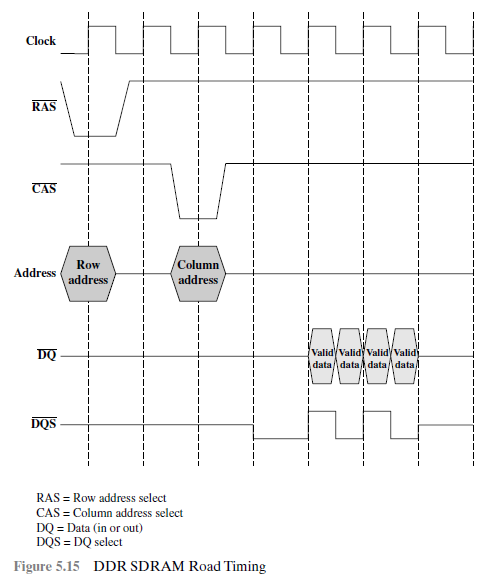 Clock
RAS
CAS
Address
Row
address
Column
address
DQ
Valid Valid Valid Valid
data data data data
DQS
RAS = Row address select
CAS = Column address select
DQ = Data (in or out)
DQS = DQ select
Figure 5.15 DDR SDRAM Road Timing